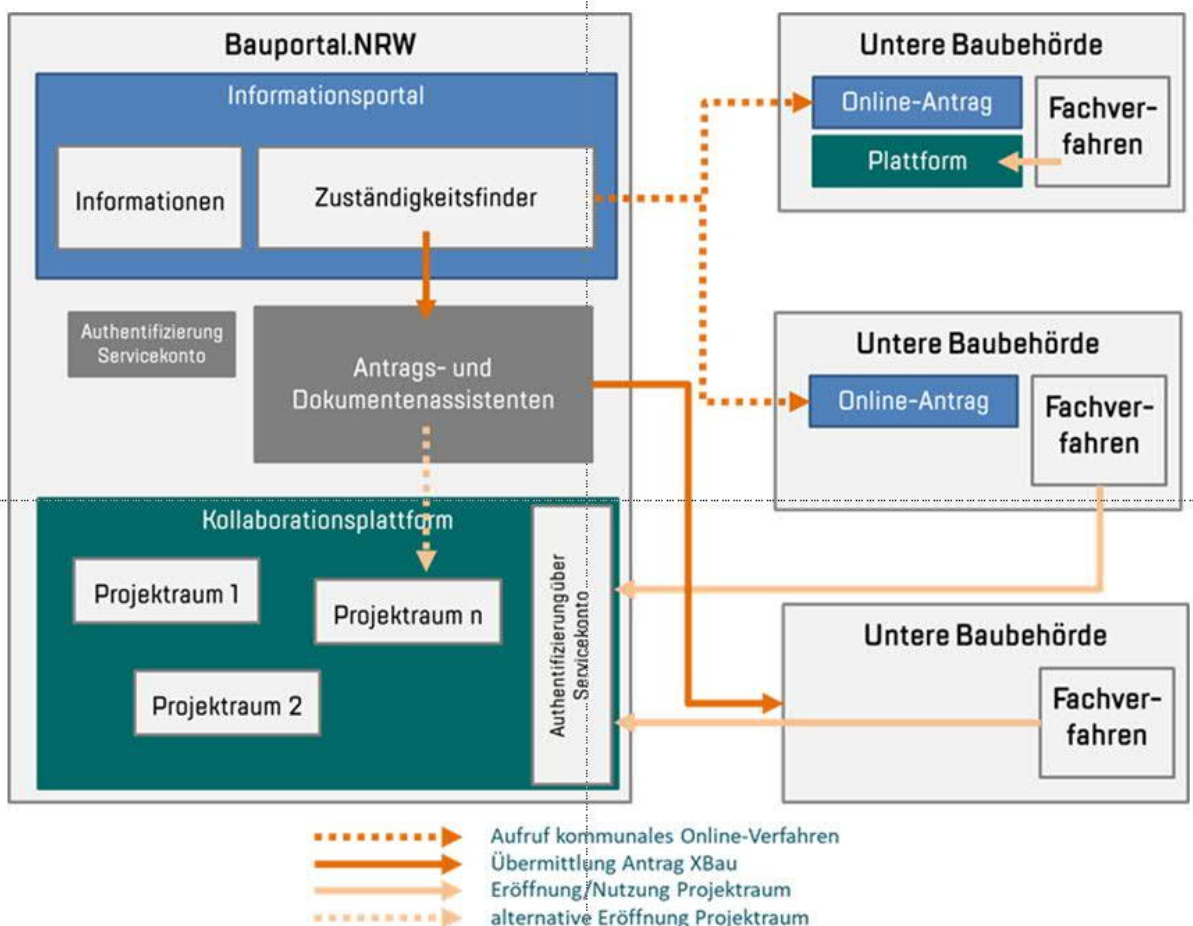 Bauportal.NRW
Informationsportal
Informationen
Zuständigkeitsfinder
Authentifizierung
Servicekonto
Antrags- und
Dokumentenassistenten
Kollaborationsplattform
Projektraum 1
Projektraum n
Projektraum 2
Authentifizierung über
Servicekonto
Untere Baubehörde
Online-Antrag
Plattform
Fachver-
fahren
Untere Baubehörde
Online-Antrag
Fachver-
fahren
Untere Baubehörde
Fachver-
fahren
Aufruf kommunales Online-Verfahren
Übermittlung Antrag XBau
Eröffnung/Nutzung Projektraum
alternative Eröffnung Projektraum